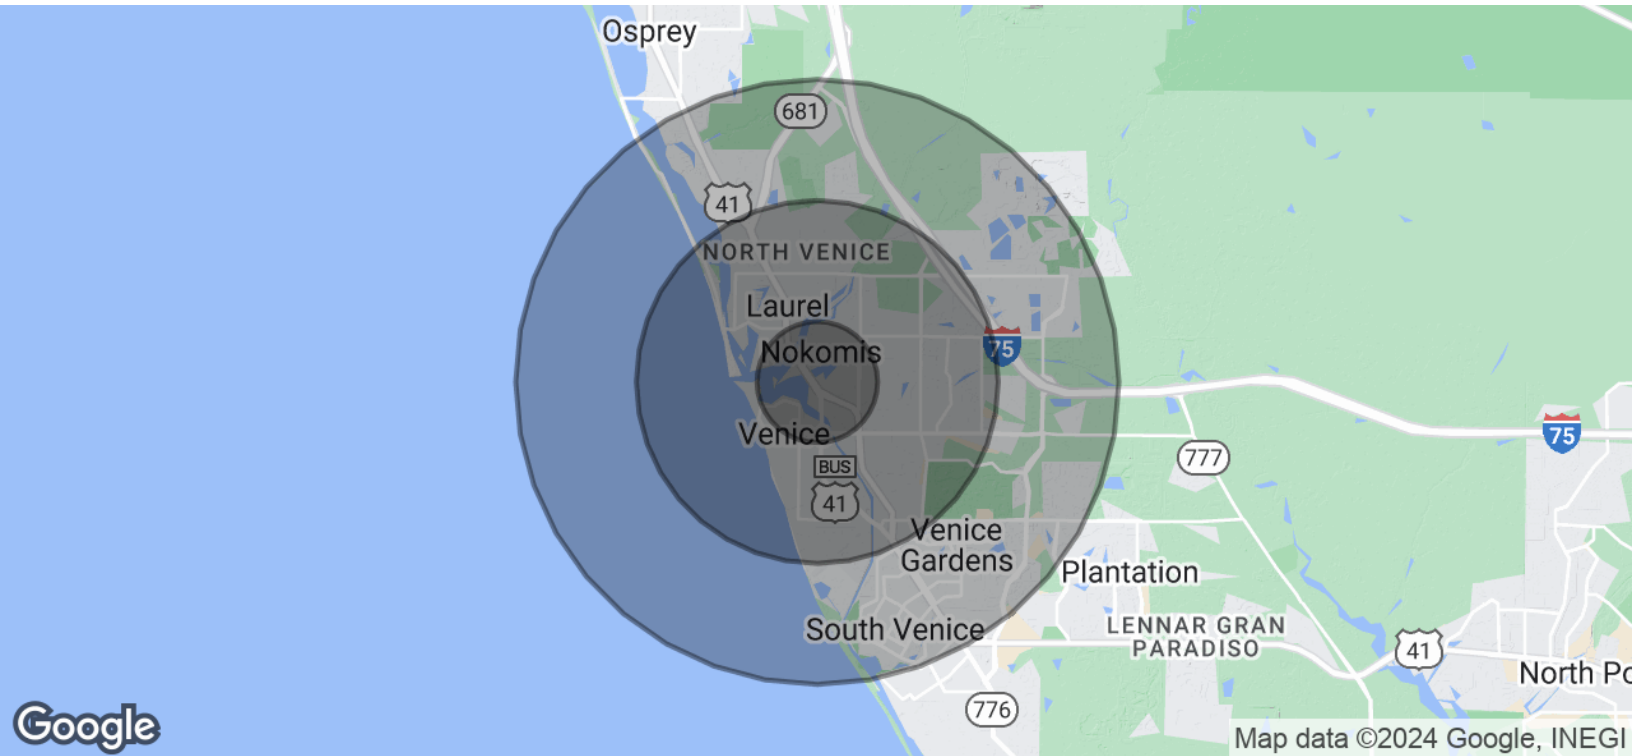 Osprey
681
41
NORTH VENICE
Laurel
Nokomis
75
Venice
BUS
41
75
777
Venice
Gardens
Plantation
South Venice
LENNAR GRAN
PARADISO
41
North Po
776
Google
Map data ©2024 Google, INEGI